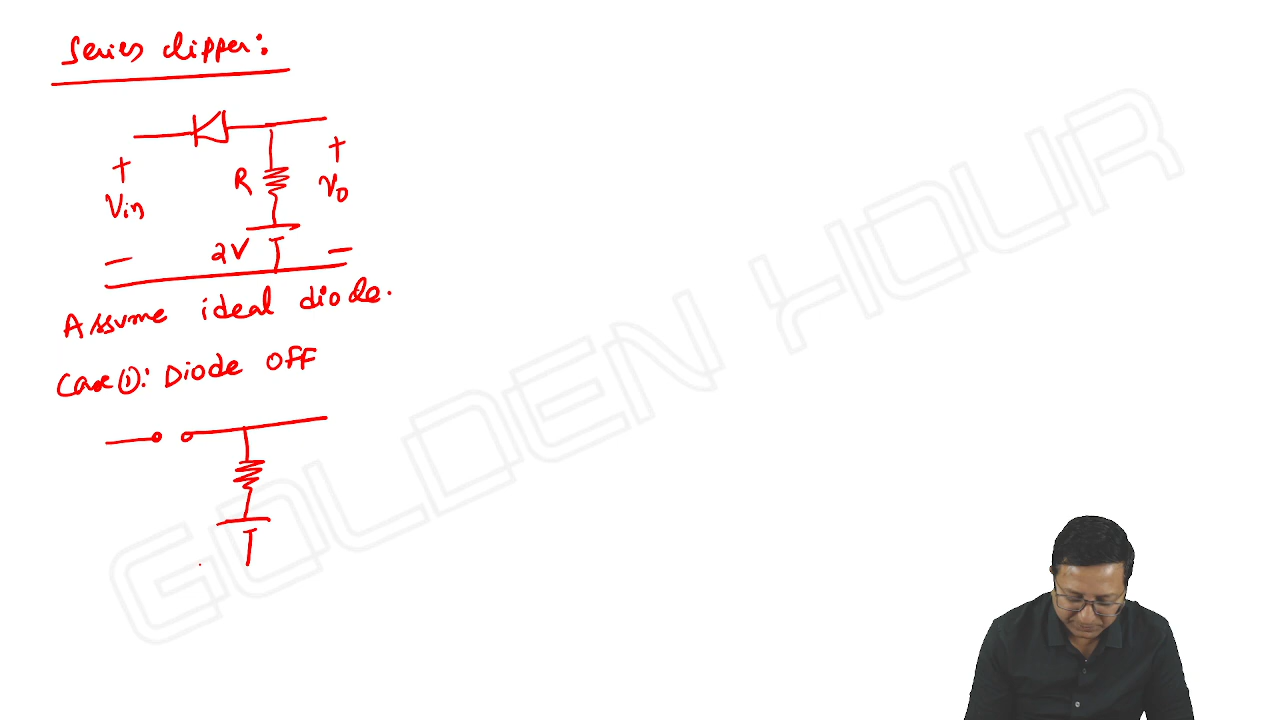 Series clipper:
+ R +
Vin Vo
- 2V -
Assume ideal diode.
Case ①: Diode OFF
GOLDEN HOUR